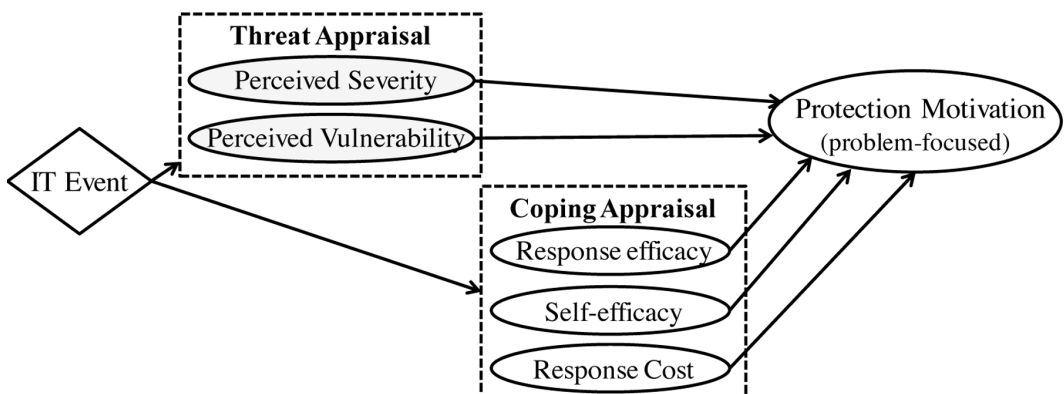 Threat Appraisal
Perceived Severity
Perceived Vulnerability
IT Event
Protection Motivation
(problem-focused)
Coping Appraisal
Response efficacy
Self-efficacy
Response Cost